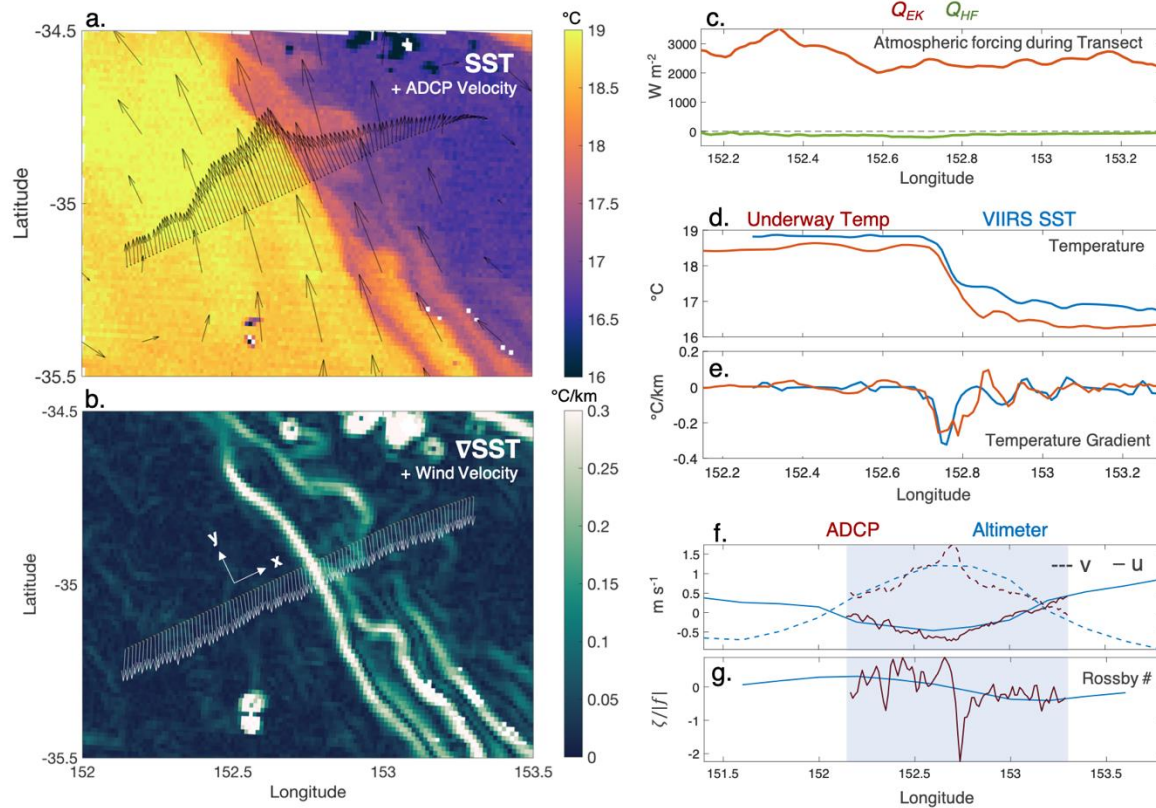 a.
°C
-34.5
-35
-35.5
Latitude
SST
+ ADCP Velocity
19
18.5
18
17.5
17
16.5
16
b.
°C/km
-34.5
-35
-35.5
Latitude
∇SST
+ Wind Velocity
y
x
0.3
0.25
0.2
0.15
0.1
0.05
0
152
152.5
153
153.5
Longitude
c.
Q_EK Q_HF
Atmospheric forcing during Transect
W m⁻²
3000
2000
1000
0
152.2
152.4
152.6
152.8
153
153.2
Longitude
d.
Underway Temp
VIIRS SST
Temperature
°C
19
18
17
16
e.
°C/km
0.2
0
-0.2
-0.4
Temperature Gradient
152.2
152.4
152.6
152.8
153
153.2
Longitude
f.
ADCP
Altimeter
v
u
m s⁻¹
1.5
1
0.5
0
-0.5
g.
Rossby #
ζ/|f|
0
-1
-2
151.5
152
152.5
153
153.5
Longitude